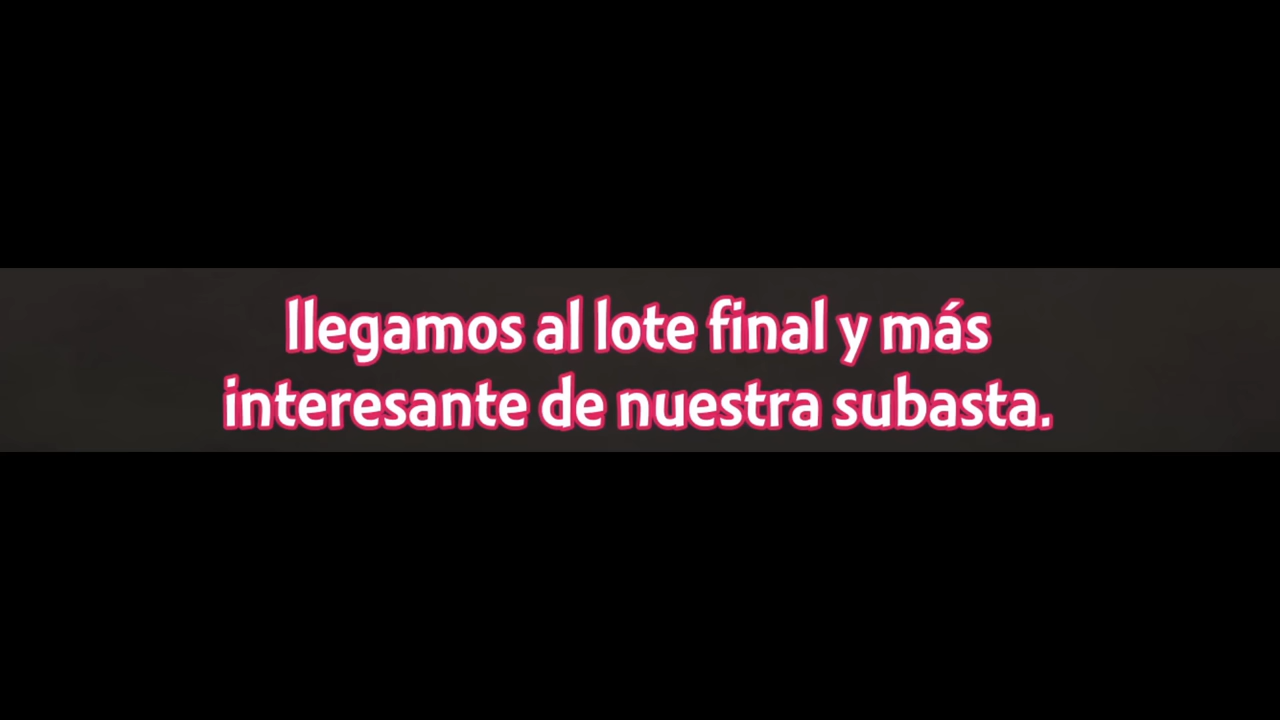 llegamos al lote final y más
interesante de nuestra subasta.